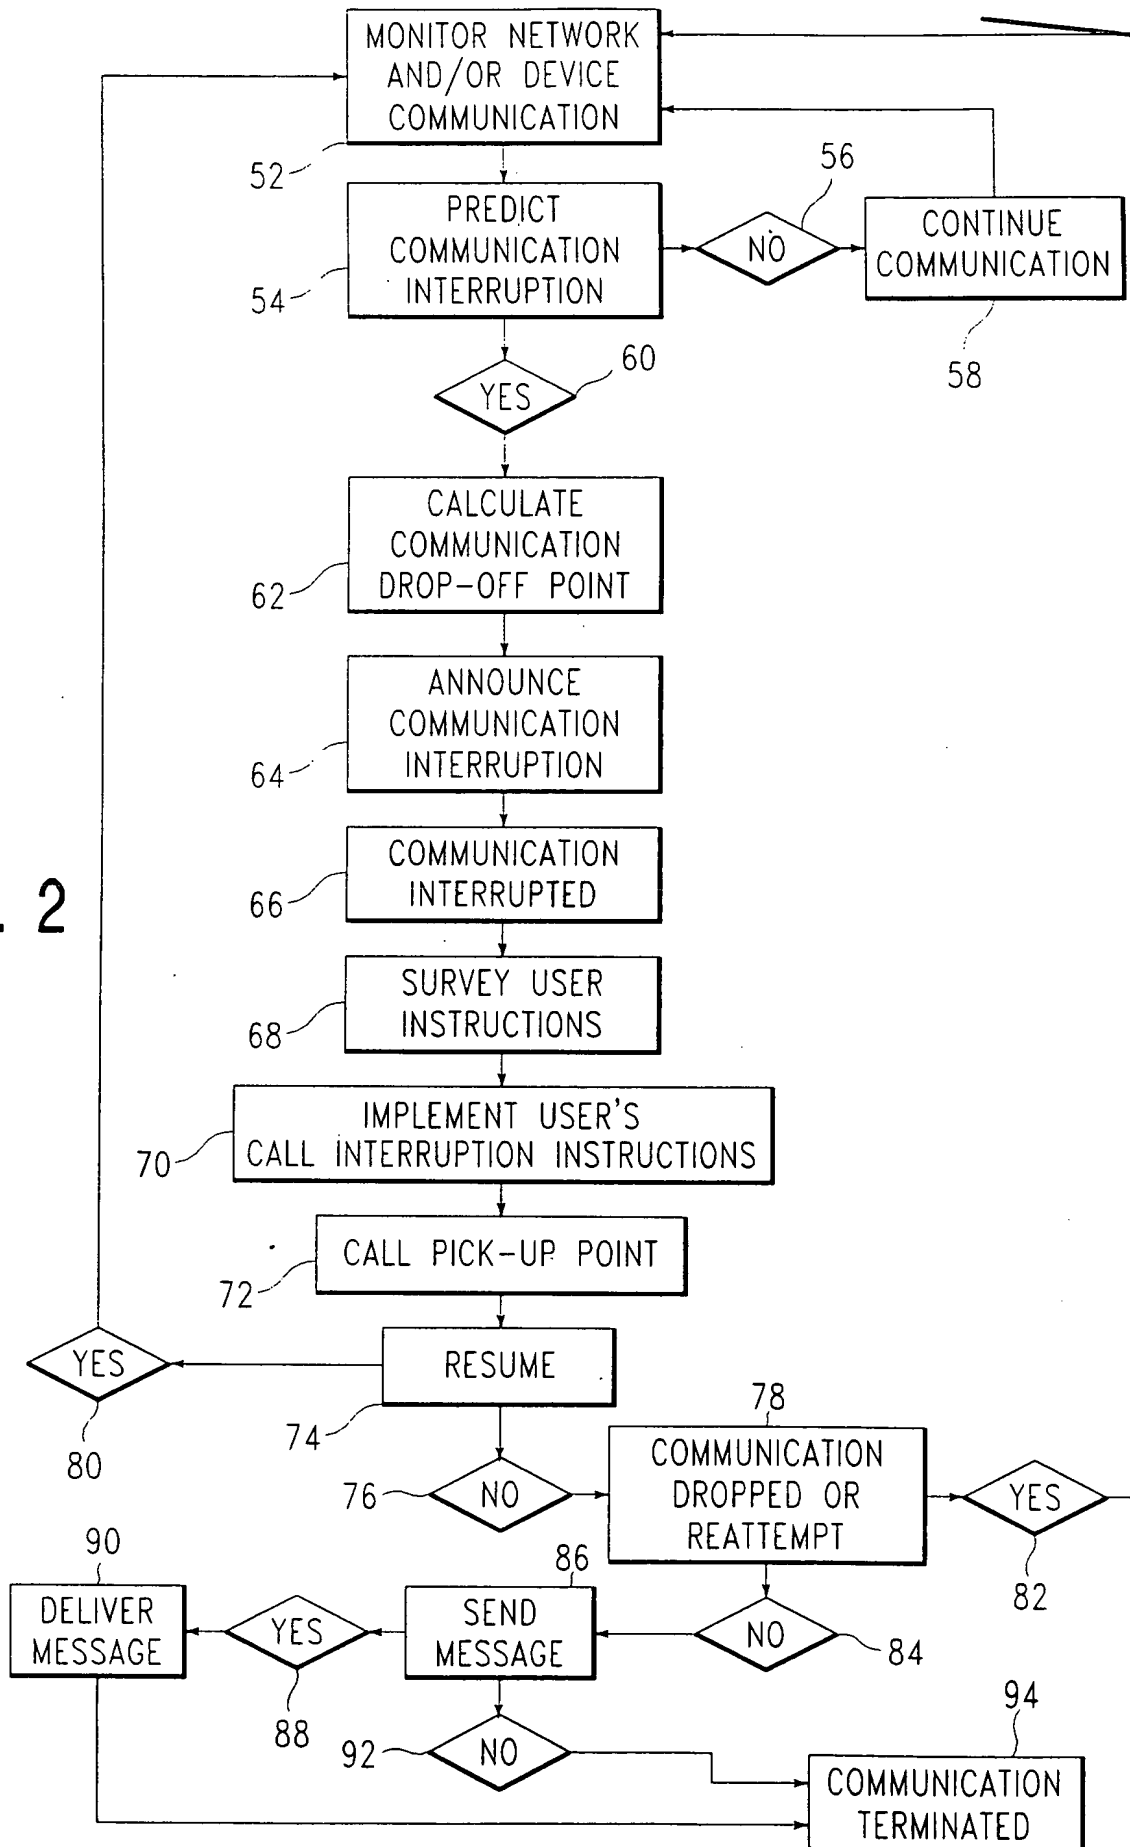 MONITOR NETWORK
AND/OR DEVICE
COMMUNICATION
52
56
PREDICT
COMMUNICATION
INTERRUPTION
54
NO
CONTINUE
COMMUNICATION
58
60
YES
CALCULATE
COMMUNICATION
DROP-OFF POINT
62
ANNOUNCE
COMMUNICATION
INTERRUPTION
64
COMMUNICATION
INTERRUPTED
66
. 2
SURVEY USER
INSTRUCTIONS
68
IMPLEMENT USER'S
CALL INTERRUPTION INSTRUCTIONS
70
CALL PICK-UP POINT
72
YES
80
RESUME
74
78
76
NO
COMMUNICATION
DROPPED OR
REATTEMPT
YES
82
90
DELIVER
MESSAGE
YES
88
86
SEND
MESSAGE
NO
84
92
NO
94
COMMUNICATION
TERMINATED